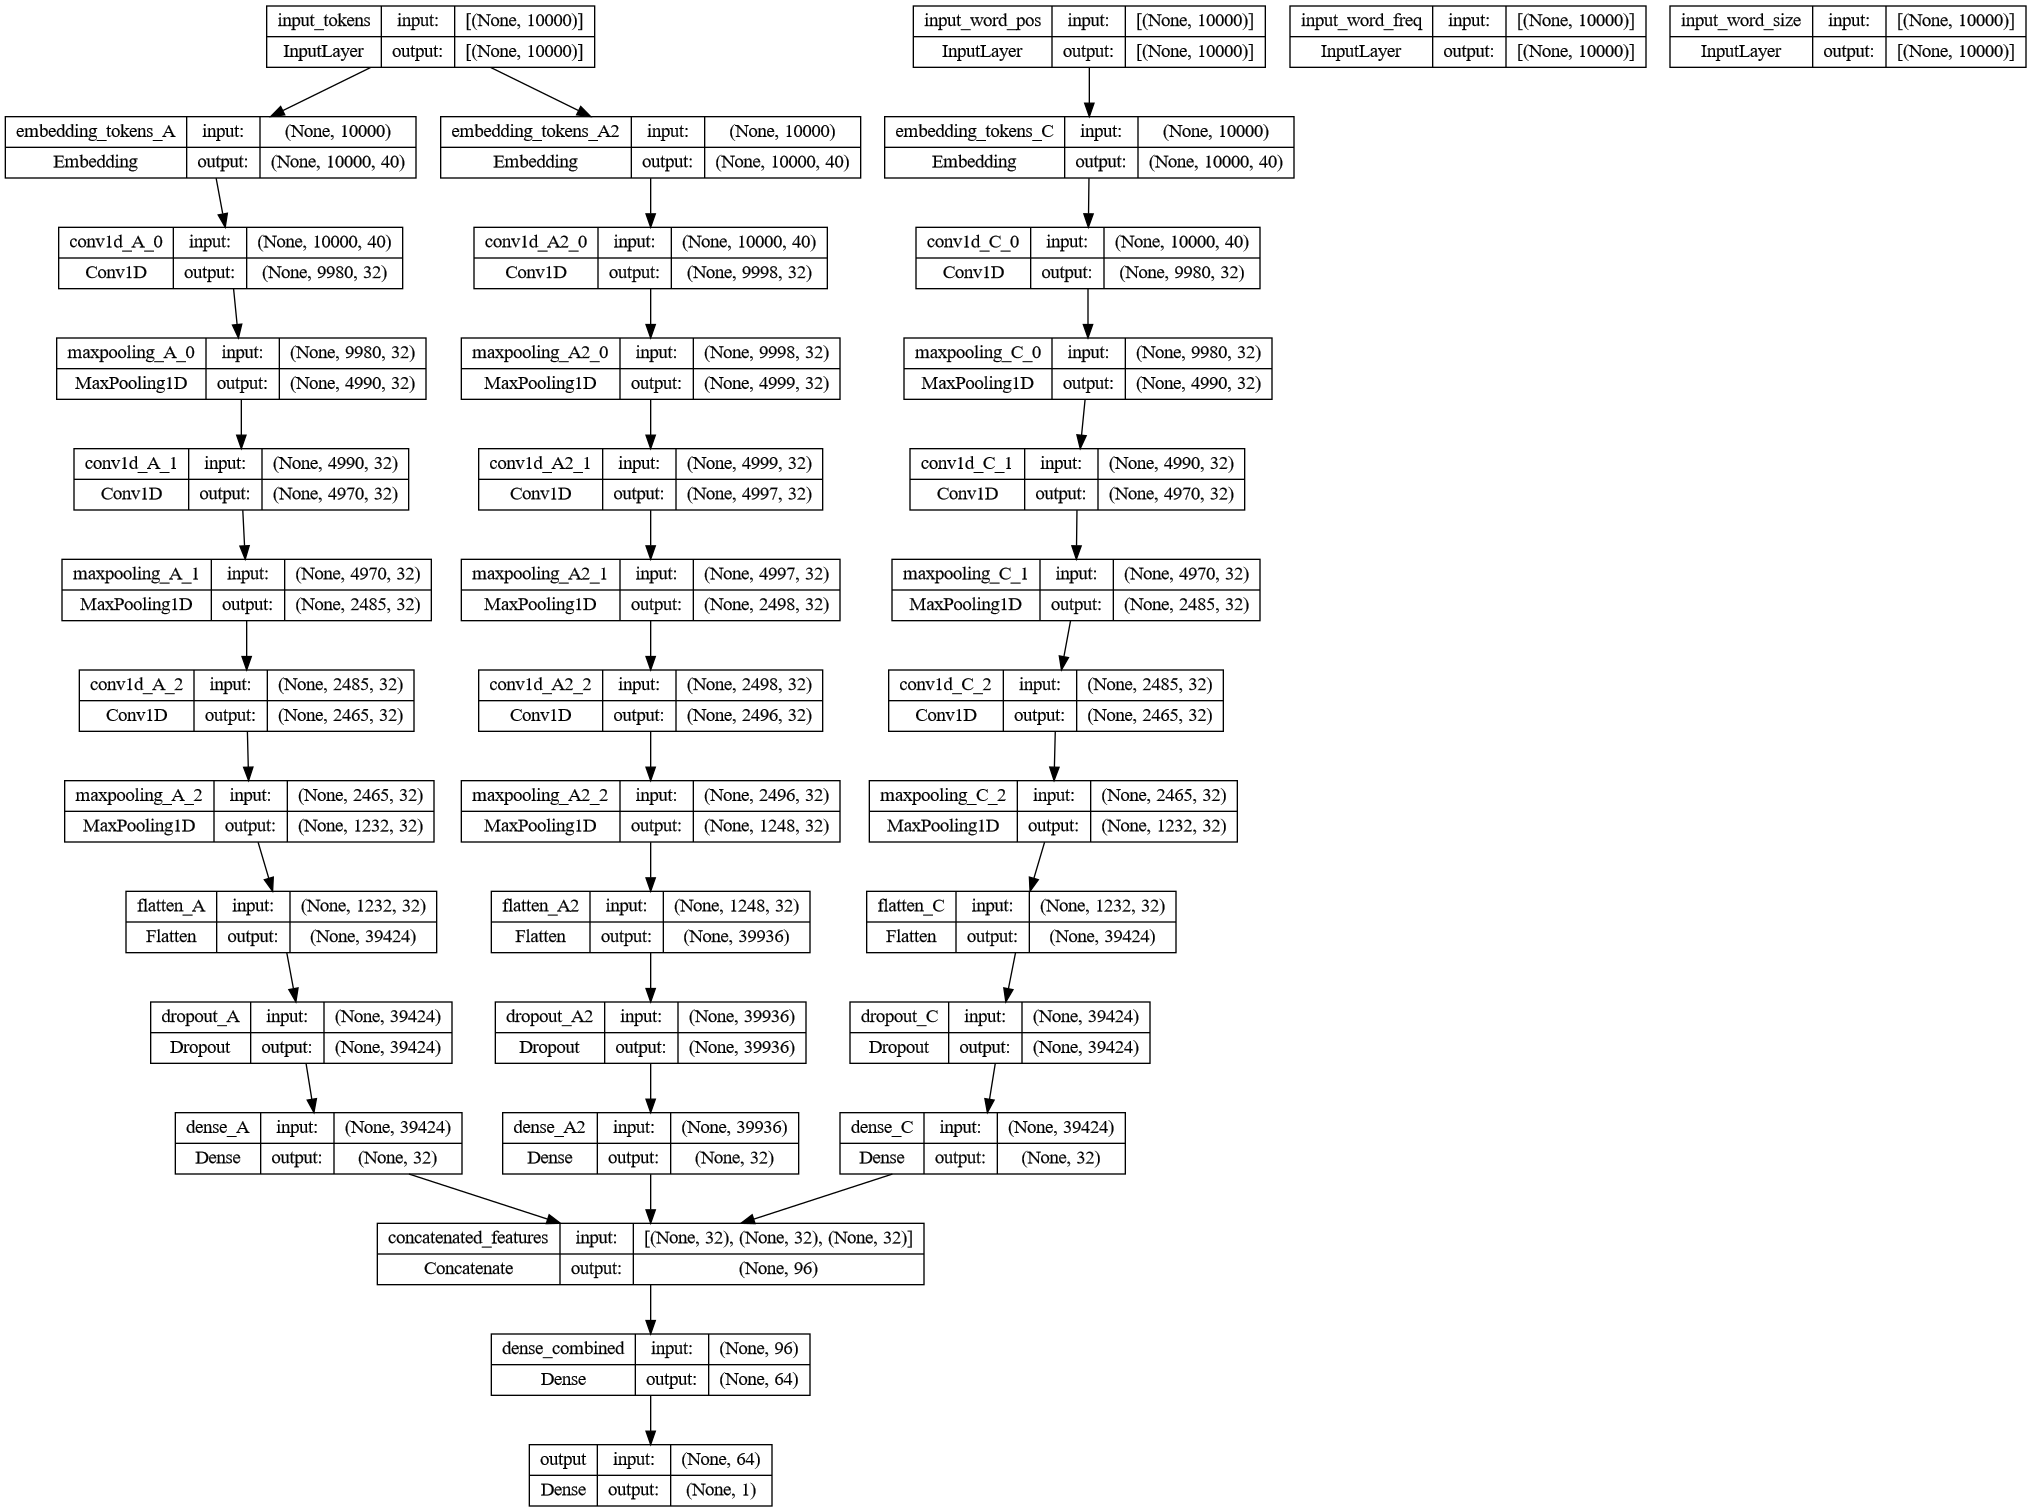 input_tokens input: [(None, 10000)] input_word_pos input: [(None, 10000)] input_word_freq input: [(None, 10000)] input_word_size input: [(None, 10000)]
InputLayer output: [(None, 10000)] InputLayer output: [(None, 10000)] InputLayer output: [(None, 10000)] InputLayer output: [(None, 10000)]
embedding_tokens_A input: (None, 10000) embedding_tokens_A2 input: (None, 10000) embedding_tokens_C input: (None, 10000)
Embedding output: (None, 10000, 40) Embedding output: (None, 10000, 40) Embedding output: (None, 10000, 40)
conv1d_A_0 input: (None, 10000, 40) conv1d_A2_0 input: (None, 10000, 40) conv1d_C_0 input: (None, 10000, 40)
Conv1D output: (None, 9980, 32) Conv1D output: (None, 9998, 32) Conv1D output: (None, 9980, 32)
maxpooling_A_0 input: (None, 9980, 32) maxpooling_A2_0 input: (None, 9998, 32) maxpooling_C_0 input: (None, 9980, 32)
MaxPooling1D output: (None, 4990, 32) MaxPooling1D output: (None, 4999, 32) MaxPooling1D output: (None, 4990, 32)
conv1d_A_1 input: (None, 4990, 32) conv1d_A2_1 input: (None, 4999, 32) conv1d_C_1 input: (None, 4990, 32)
Conv1D output: (None, 4970, 32) Conv1D output: (None, 4997, 32) Conv1D output: (None, 4970, 32)
maxpooling_A_1 input: (None, 4970, 32) maxpooling_A2_1 input: (None, 4997, 32) maxpooling_C_1 input: (None, 4970, 32)
MaxPooling1D output: (None, 2485, 32) MaxPooling1D output: (None, 2498, 32) MaxPooling1D output: (None, 2485, 32)
conv1d_A_2 input: (None, 2485, 32) conv1d_A2_2 input: (None, 2498, 32) conv1d_C_2 input: (None, 2485, 32)
Conv1D output: (None, 2465, 32) Conv1D output: (None, 2496, 32) Conv1D output: (None, 2465, 32)
maxpooling_A_2 input: (None, 2465, 32) maxpooling_A2_2 input: (None, 2496, 32) maxpooling_C_2 input: (None, 2465, 32)
MaxPooling1D output: (None, 1232, 32) MaxPooling1D output: (None, 1248, 32) MaxPooling1D output: (None, 1232, 32)
flatten_A input: (None, 1232, 32) flatten_A2 input: (None, 1248, 32) flatten_C input: (None, 1232, 32)
Flatten output: (None, 39424) Flatten output: (None, 39936) Flatten output: (None, 39424)
dropout_A input: (None, 39424) dropout_A2 input: (None, 39936) dropout_C input: (None, 39424)
Dropout output: (None, 39424) Dropout output: (None, 39936) Dropout output: (None, 39424)
dense_A input: (None, 39424) dense_A2 input: (None, 39936) dense_C input: (None, 39424)
Dense output: (None, 32) Dense output: (None, 32) Dense output: (None, 32)
concatenated_features input: [(None, 32), (None, 32), (None, 32)]
Concatenate output: (None, 96)
dense_combined input: (None, 96)
Dense output: (None, 64)
output input: (None, 64)
Dense output: (None, 1)